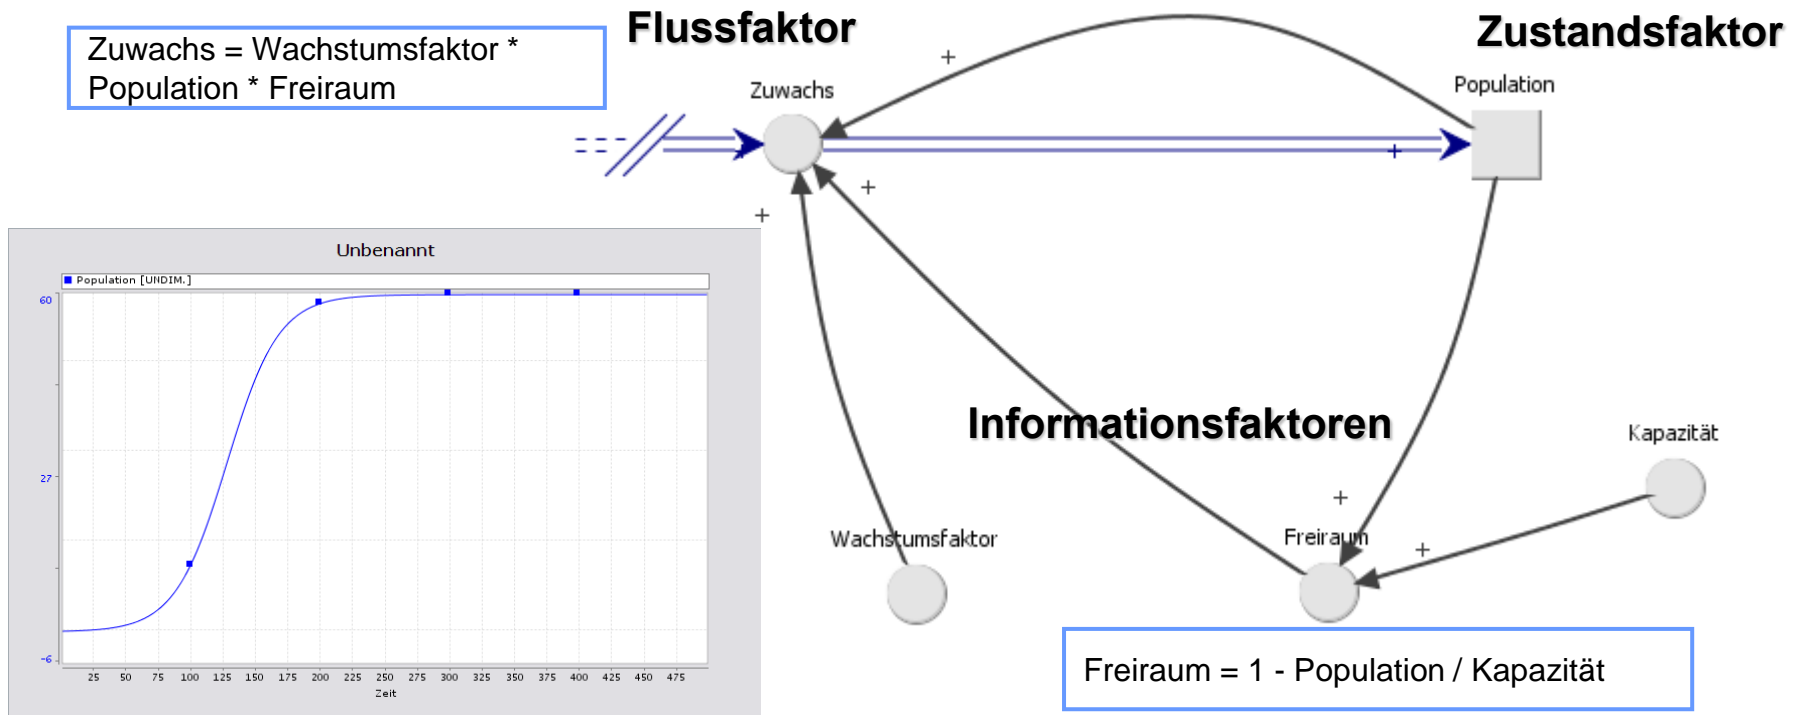 Flussfaktor
Zustandsfaktor
Zuwachs = Wachstumsfaktor *
Population * Freiraum
Zuwachs
Population
+
+
+
+
+
Unbenannt
Population [UNDIM.]
60
27
-6
25 50 75 100 125 150 175 200 225 250 275 300 325 350 375 400 425 450 475
Zeit
Informationsfaktoren
Kapazität
+
Wachstumsfaktor
Freiraum
+
Freiraum = 1 - Population / Kapazität